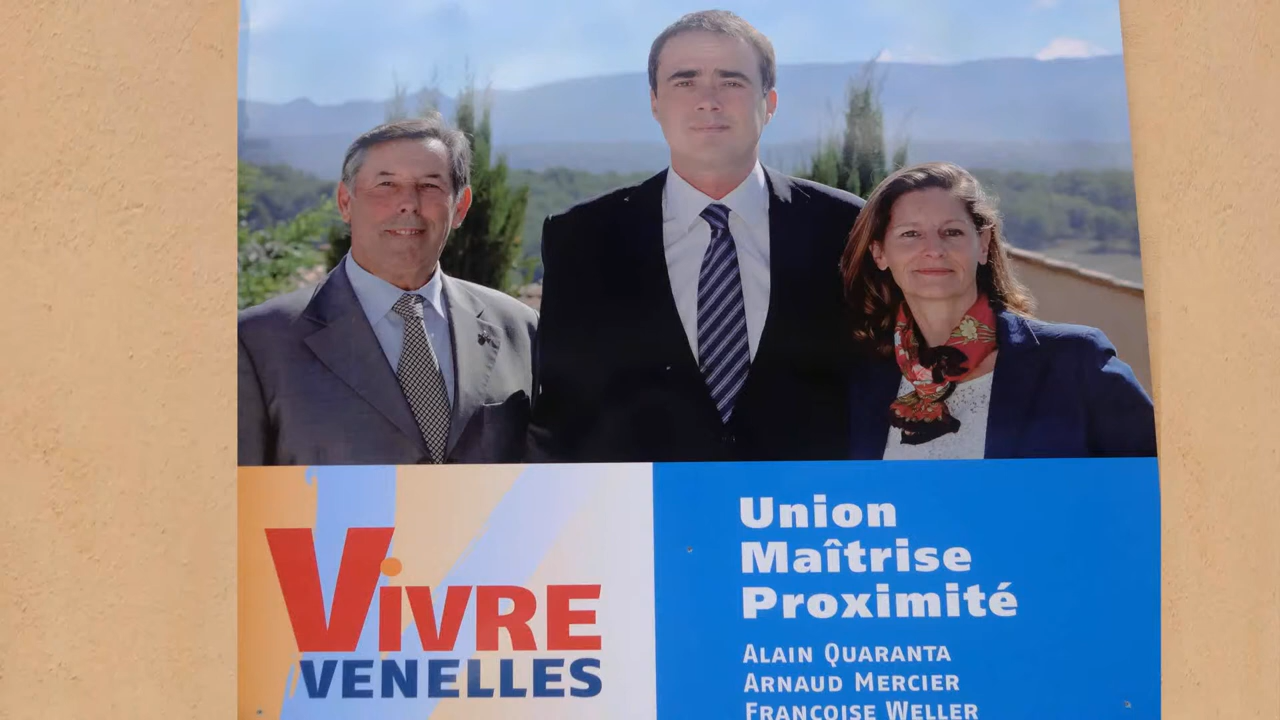 VIVRE
VENELLES
Union
Maîtrise
Proximité
ALAIN QUARANTA
ARNAUD MERCIER
FRANÇOISE WELLER